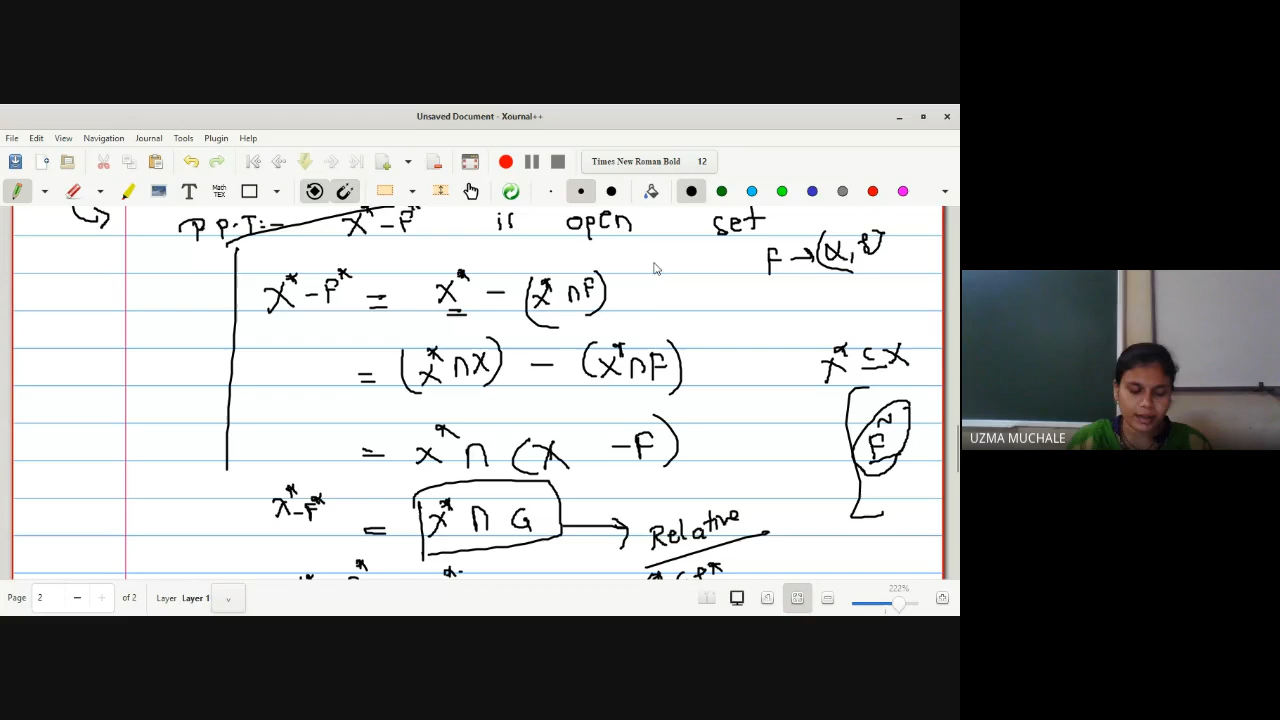 Unsaved Document - Xournal++
File Edit View Navigation Journal Tools Plugin Help
Times New Roman Bold 12
P.P.T:- X* - F* is open set
F → (X, J)
X* - F* = X* - (X* ∩ F)
= (X* ∩ X) - (X* ∩ F)
X* ⊆ X
= X* ∩ (X - F)
F
X* - F*
= X* ∩ G → Relative
Page 2 of 2 Layer Layer 1 222%
UZMA MUCHALE